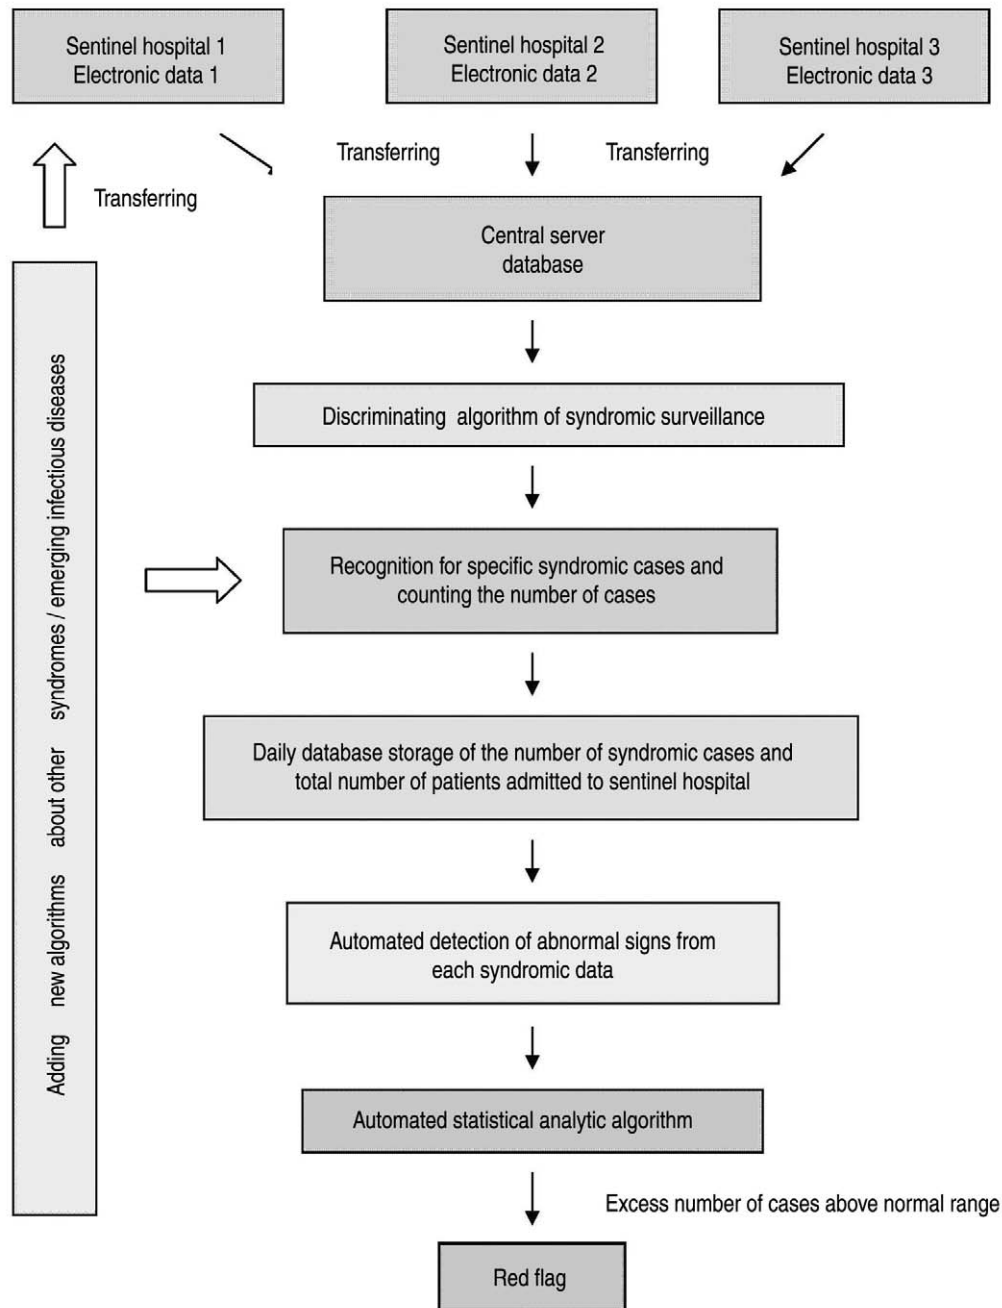 Sentinel hospital 1
Electronic data 1
Sentinel hospital 2
Electronic data 2
Sentinel hospital 3
Electronic data 3
Transferring
Transferring
Transferring
Central server
database
Discriminating algorithm of syndromic surveillance
Adding new algorithms about other syndromes / emerging infectious diseases
Recognition for specific syndromic cases and
counting the number of cases
Daily database storage of the number of syndromic cases and
total number of patients admitted to sentinel hospital
Automated detection of abnormal signs from
each syndromic data
Automated statistical analytic algorithm
Excess number of cases above normal range
Red flag